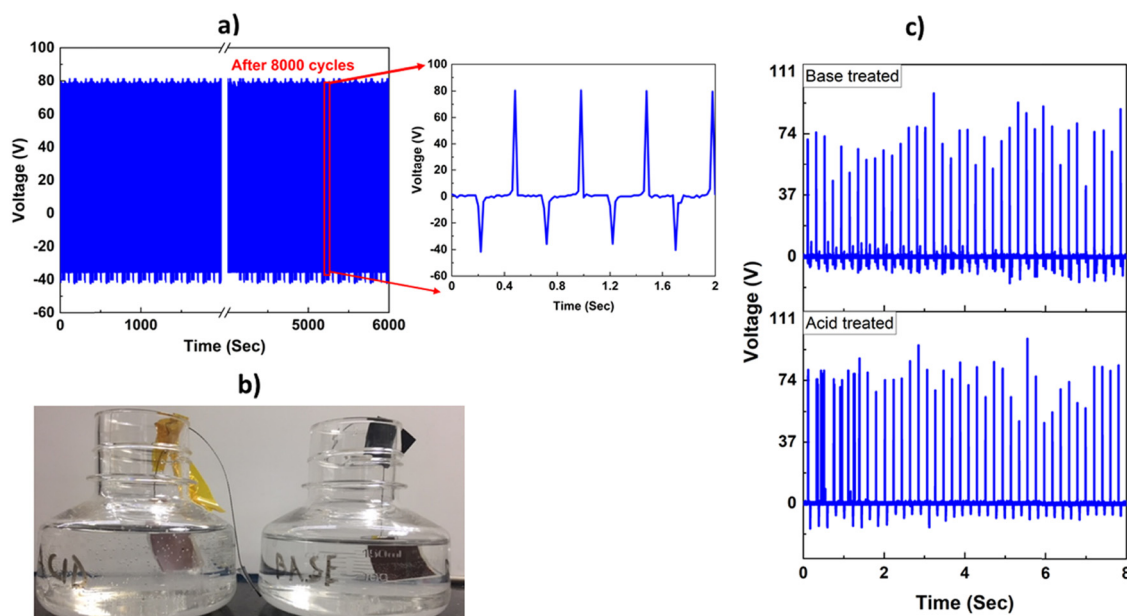 a)
After 8000 cycles
Voltage (V)
100
80
60
40
20
0
-20
-40
-60
0
1000
5000
6000
Time (Sec)
Voltage (V)
100
80
60
40
20
0
-20
-40
-60
0
0.4
0.8
1.2
1.6
2
Time (Sec)
b)
ACID
BASE
150ml
c)
Voltage (V)
Base treated
111
74
37
0
Acid treated
111
74
37
0
0
2
4
6
8
Time (Sec)